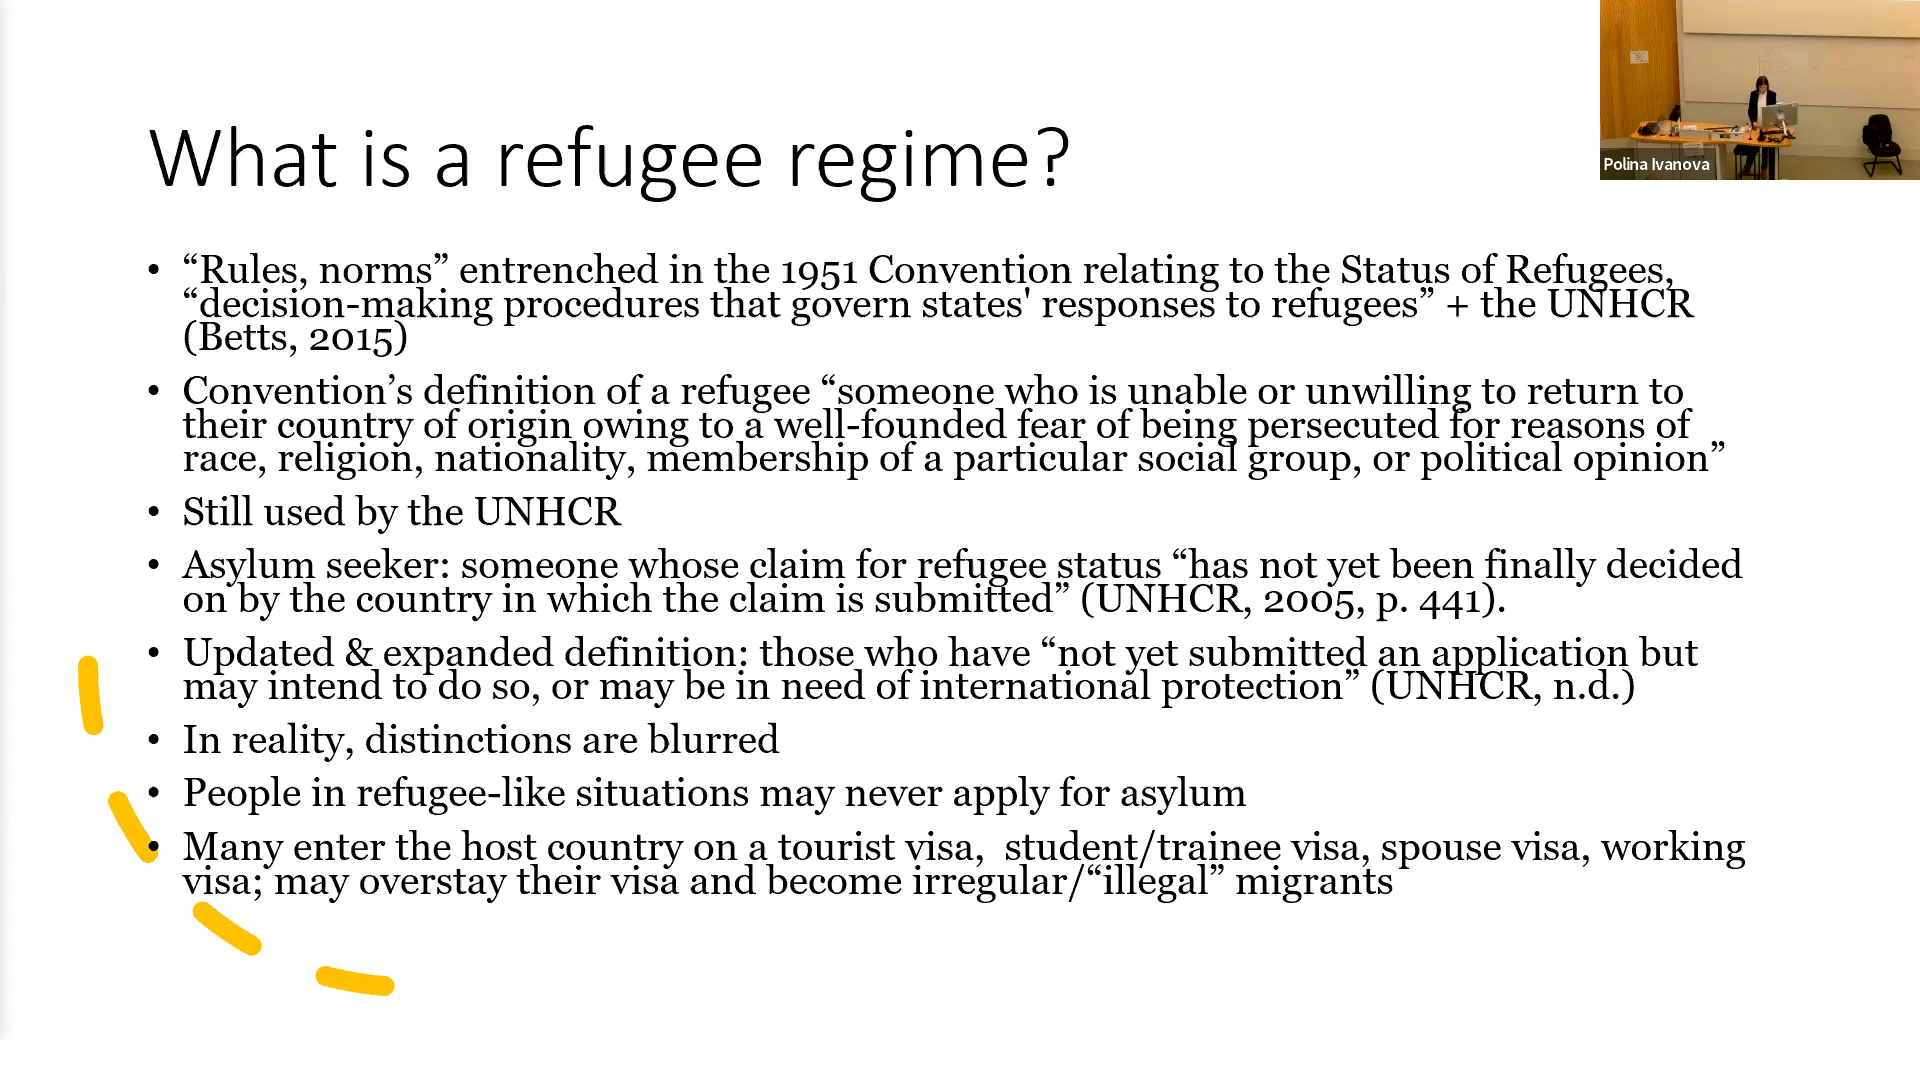 What is a refugee regime?
• “Rules, norms” entrenched in the 1951 Convention relating to the Status of Refugees,
“decision-making procedures that govern states' responses to refugees” + the UNHCR
(Betts, 2015)
• Convention’s definition of a refugee “someone who is unable or unwilling to return to
their country of origin owing to a well-founded fear of being persecuted for reasons of
race, religion, nationality, membership of a particular social group, or political opinion”
• Still used by the UNHCR
• Asylum seeker: someone whose claim for refugee status “has not yet been finally decided
on by the country in which the claim is submitted” (UNHCR, 2005, p. 441).
• Updated & expanded definition: those who have “not yet submitted an application but
may intend to do so, or may be in need of international protection” (UNHCR, n.d.)
• In reality, distinctions are blurred
• People in refugee-like situations may never apply for asylum
• Many enter the host country on a tourist visa,  student/trainee visa, spouse visa, working
visa; may overstay their visa and become irregular/“illegal” migrants
Polina Ivanova